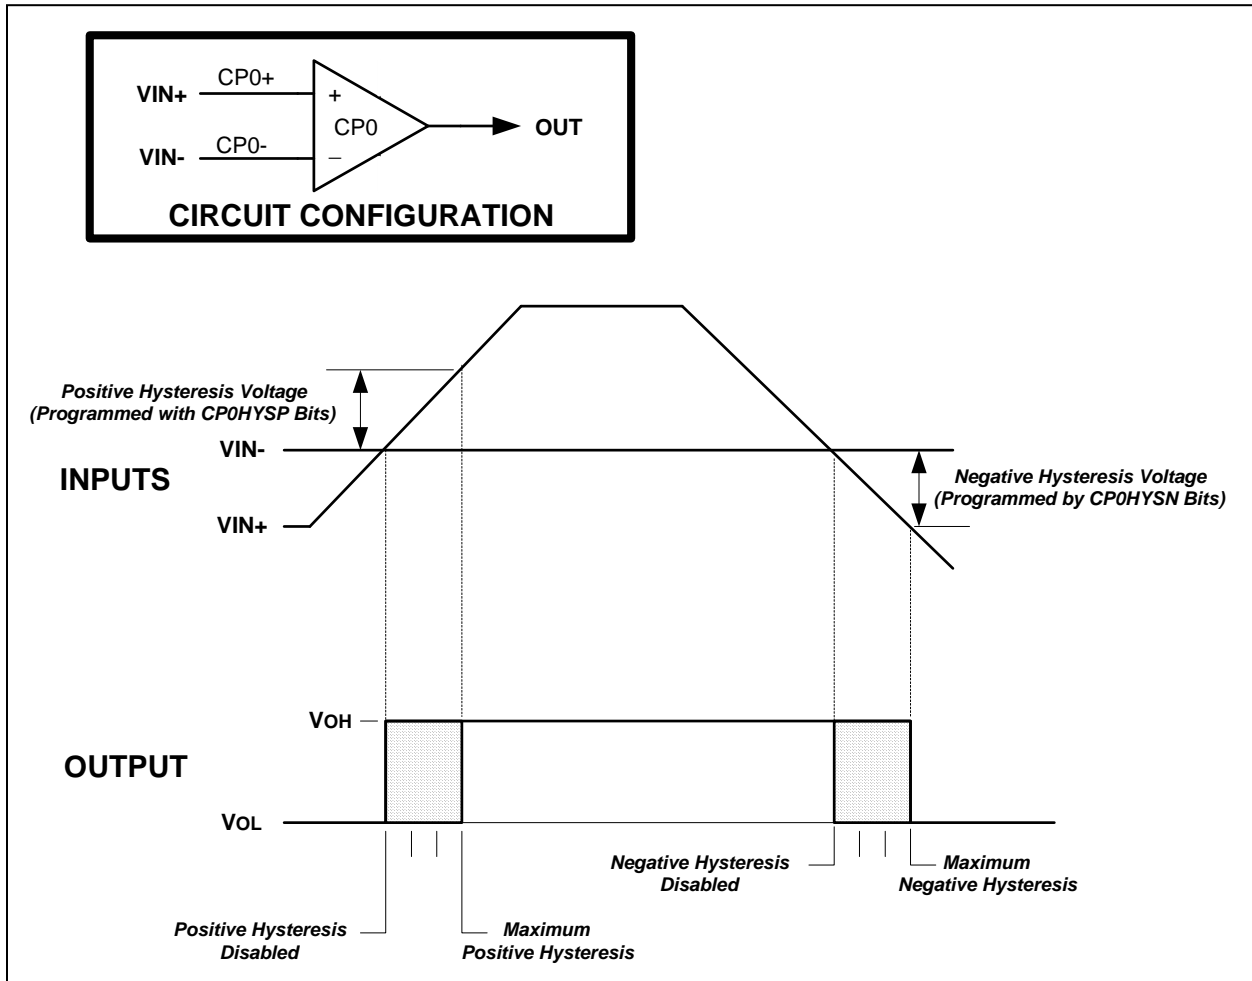 VIN+
CP0+
+
CP0
VIN-
CP0-
–
OUT
CIRCUIT CONFIGURATION
Positive Hysteresis Voltage
(Programmed with CP0HYSP Bits)
VIN-
INPUTS
VIN+
Negative Hysteresis Voltage
(Programmed by CP0HYSN Bits)
VOH
OUTPUT
VOL
Negative Hysteresis
Disabled
Maximum
Negative Hysteresis
Positive Hysteresis
Disabled
Maximum
Positive Hysteresis